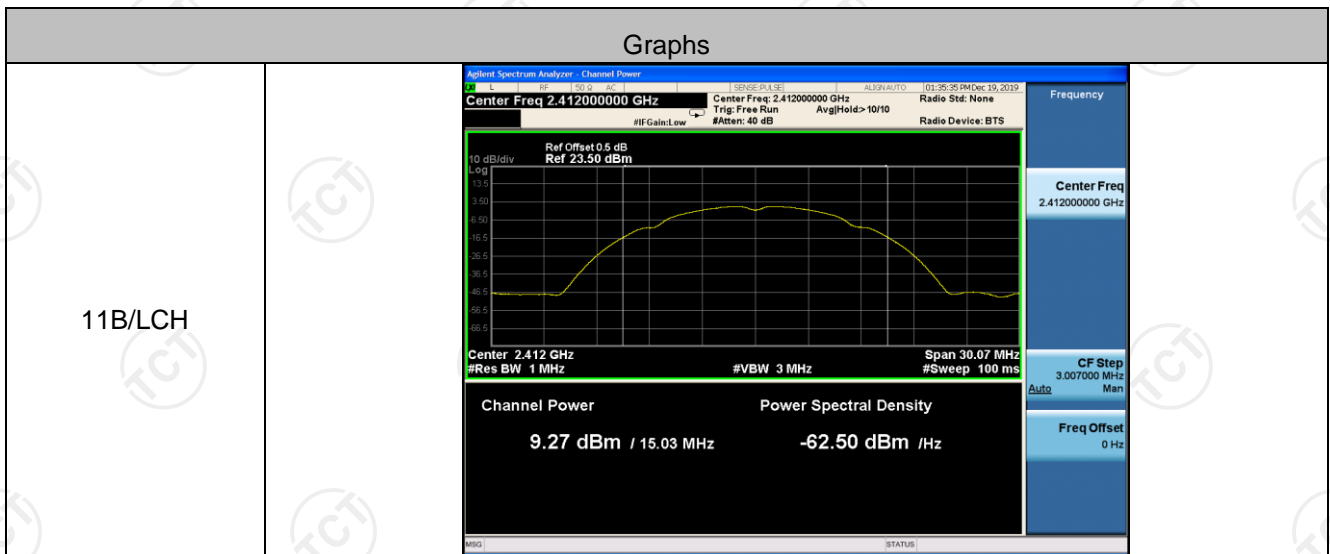 Graphs
11B/LCH
Agilent Spectrum Analyzer - Channel Power
L RF 50 Ω AC SENSE:PULSE ALIGNAUTO 01:35:35 PM Dec 19, 2019
Center Freq 2.412000000 GHz
Center Freq: 2.412000000 GHz
Radio Std: None
Trig: Free Run Avg|Hold:> 10/10
#IFGain:Low
#Atten: 40 dB
Radio Device: BTS
Frequency
Ref Offset 0.5 dB
10 dB/div Ref 23.50 dBm
Log
13.5
3.50
-6.50
-16.5
-26.5
-36.5
-46.5
-56.5
-66.5
Center 2.412 GHz Span 30.07 MHz
#Res BW 1 MHz #VBW 3 MHz #Sweep 100 ms
Channel Power Power Spectral Density
9.27 dBm / 15.03 MHz -62.50 dBm /Hz
Center Freq
2.412000000 GHz
CF Step
3.007000 MHz
Auto Man
Freq Offset
0 Hz
MSG STATUS
TCT
TCT
TCT
TCT
TCT